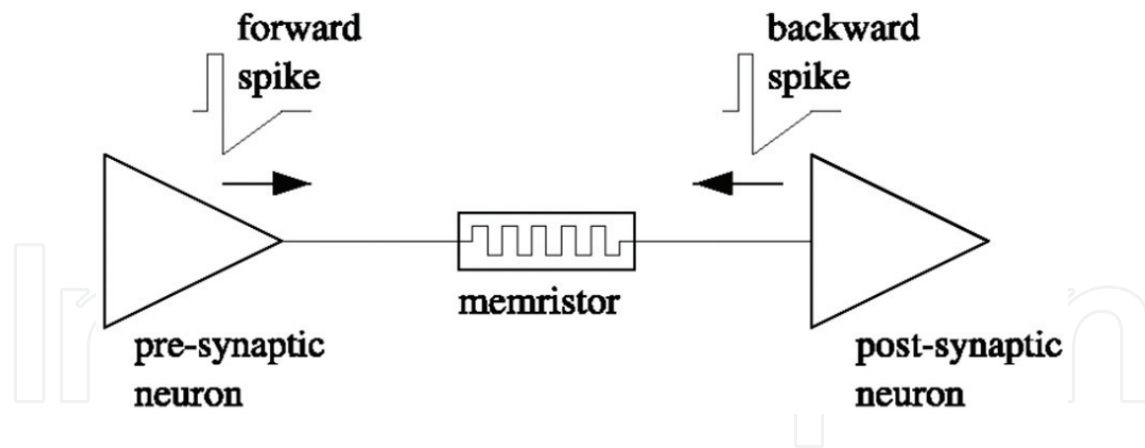 forward
spike
backward
spike
memristor
pre-synaptic
neuron
post-synaptic
neuron